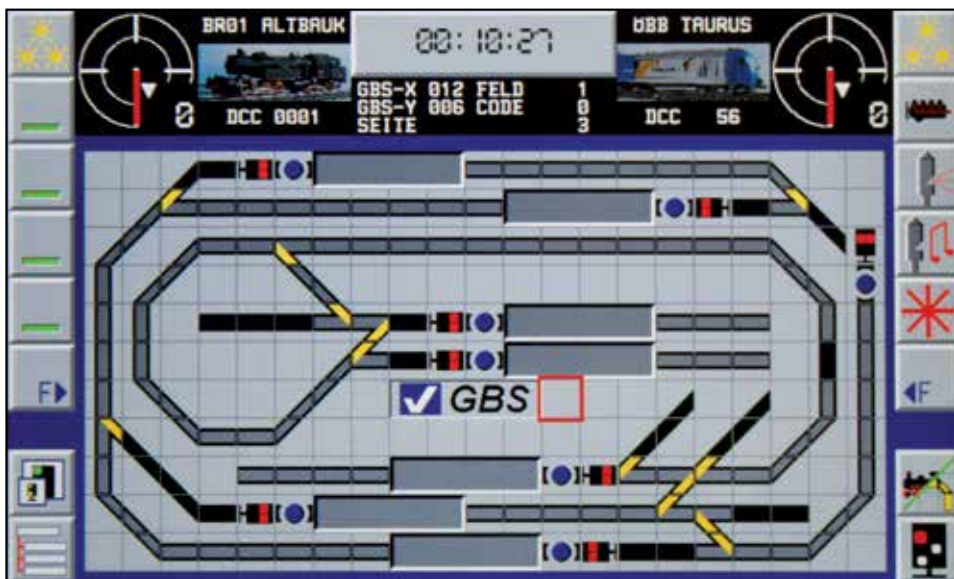 BR01 ALTBAUK
00:10:27
ÖBB TAURUS
GBS-X 012 FELD 1
GBS-Y 006 CODE 0
SEITE 3
0
DCC 0001
DCC 56
0
F
F
GBS